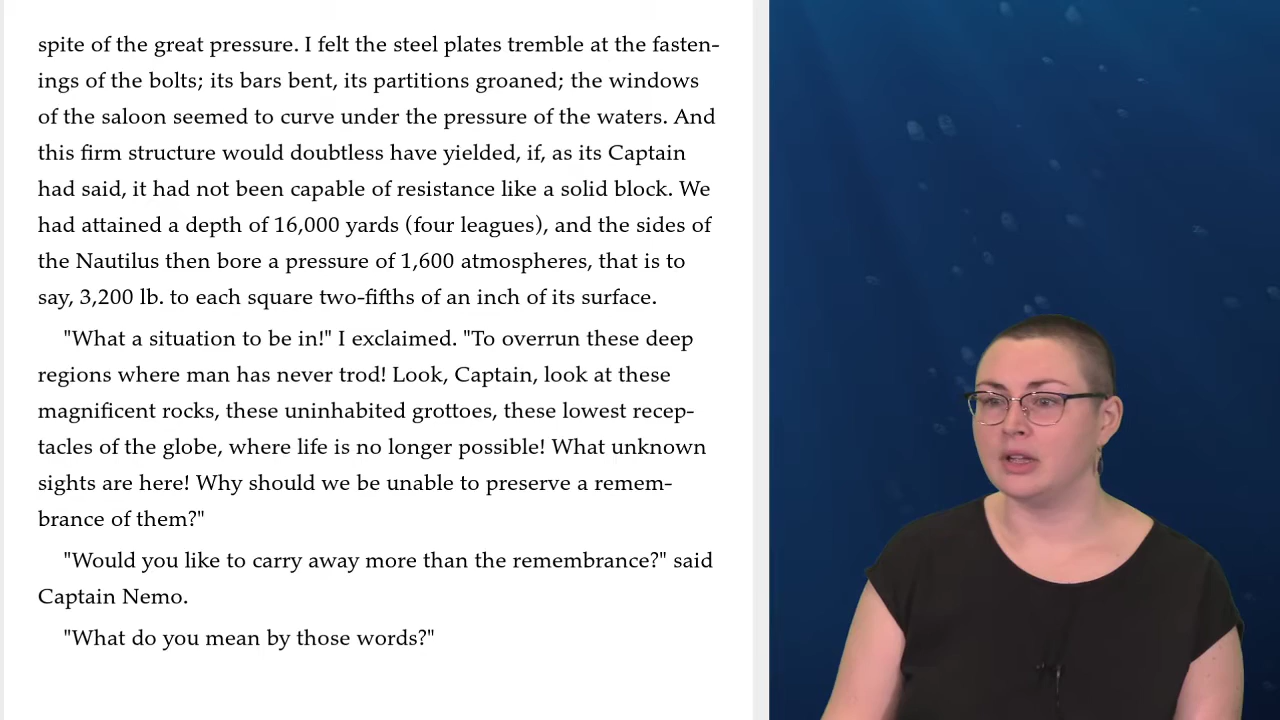 spite of the great pressure. I felt the steel plates tremble at the fasten-
ings of the bolts; its bars bent, its partitions groaned; the windows
of the saloon seemed to curve under the pressure of the waters. And
this firm structure would doubtless have yielded, if, as its Captain
had said, it had not been capable of resistance like a solid block. We
had attained a depth of 16,000 yards (four leagues), and the sides of
the Nautilus then bore a pressure of 1,600 atmospheres, that is to
say, 3,200 lb. to each square two-fifths of an inch of its surface.
"What a situation to be in!" I exclaimed. "To overrun these deep
regions where man has never trod! Look, Captain, look at these
magnificent rocks, these uninhabited grottoes, these lowest recep-
tacles of the globe, where life is no longer possible! What unknown
sights are here! Why should we be unable to preserve a remem-
brance of them?"
"Would you like to carry away more than the remembrance?" said
Captain Nemo.
"What do you mean by those words?"